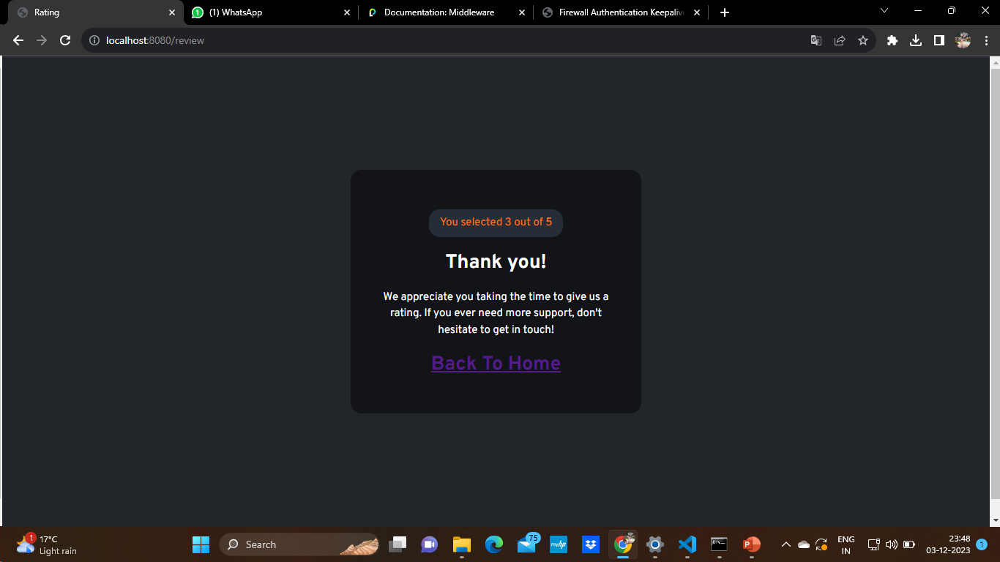 Rating
(1) WhatsApp
Documentation: Middleware
Firewall Authentication Keepaliv
localhost:8080/review
You selected 3 out of 5
Thank you!
We appreciate you taking the time to give us a
rating. If you ever need more support, don't
hesitate to get in touch!
Back To Home
1
17°C
Light rain
Search
75
myhp
P
ENG
IN
23:48
03-12-2023
1